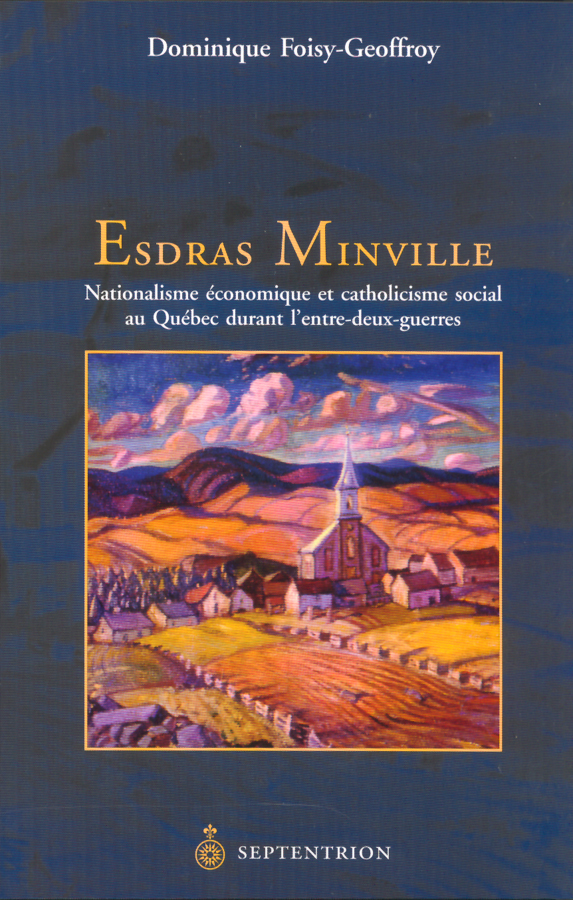 Dominique Foisy-Geoffroy
Esdras Minville
Nationalisme économique et catholicisme social
au Québec durant l'entre-deux-guerres
SEPTENTRION